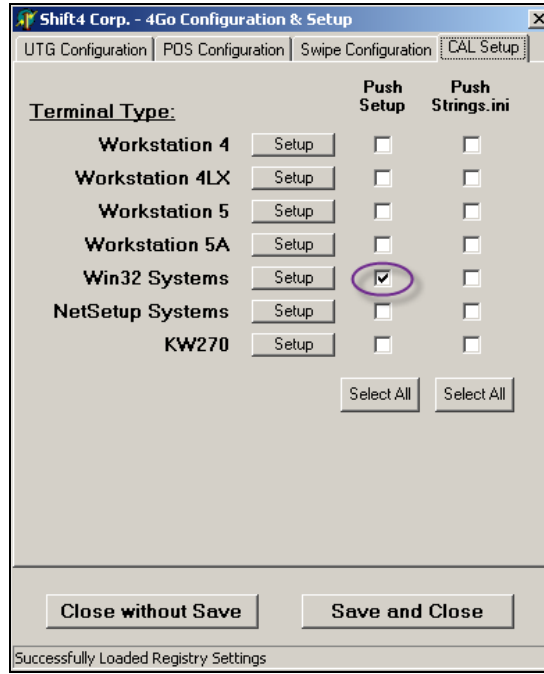 Shift4 Corp. - 4Go Configuration & Setup
UTG Configuration POS Configuration Swipe Configuration CAL Setup
Push Push
Terminal Type: Setup Strings.ini
Workstation 4 Setup
Workstation 4LX Setup
Workstation 5 Setup
Workstation 5A Setup
Win32 Systems Setup
NetSetup Systems Setup
KW270 Setup
Select All Select All
Close without Save Save and Close
Successfully Loaded Registry Settings